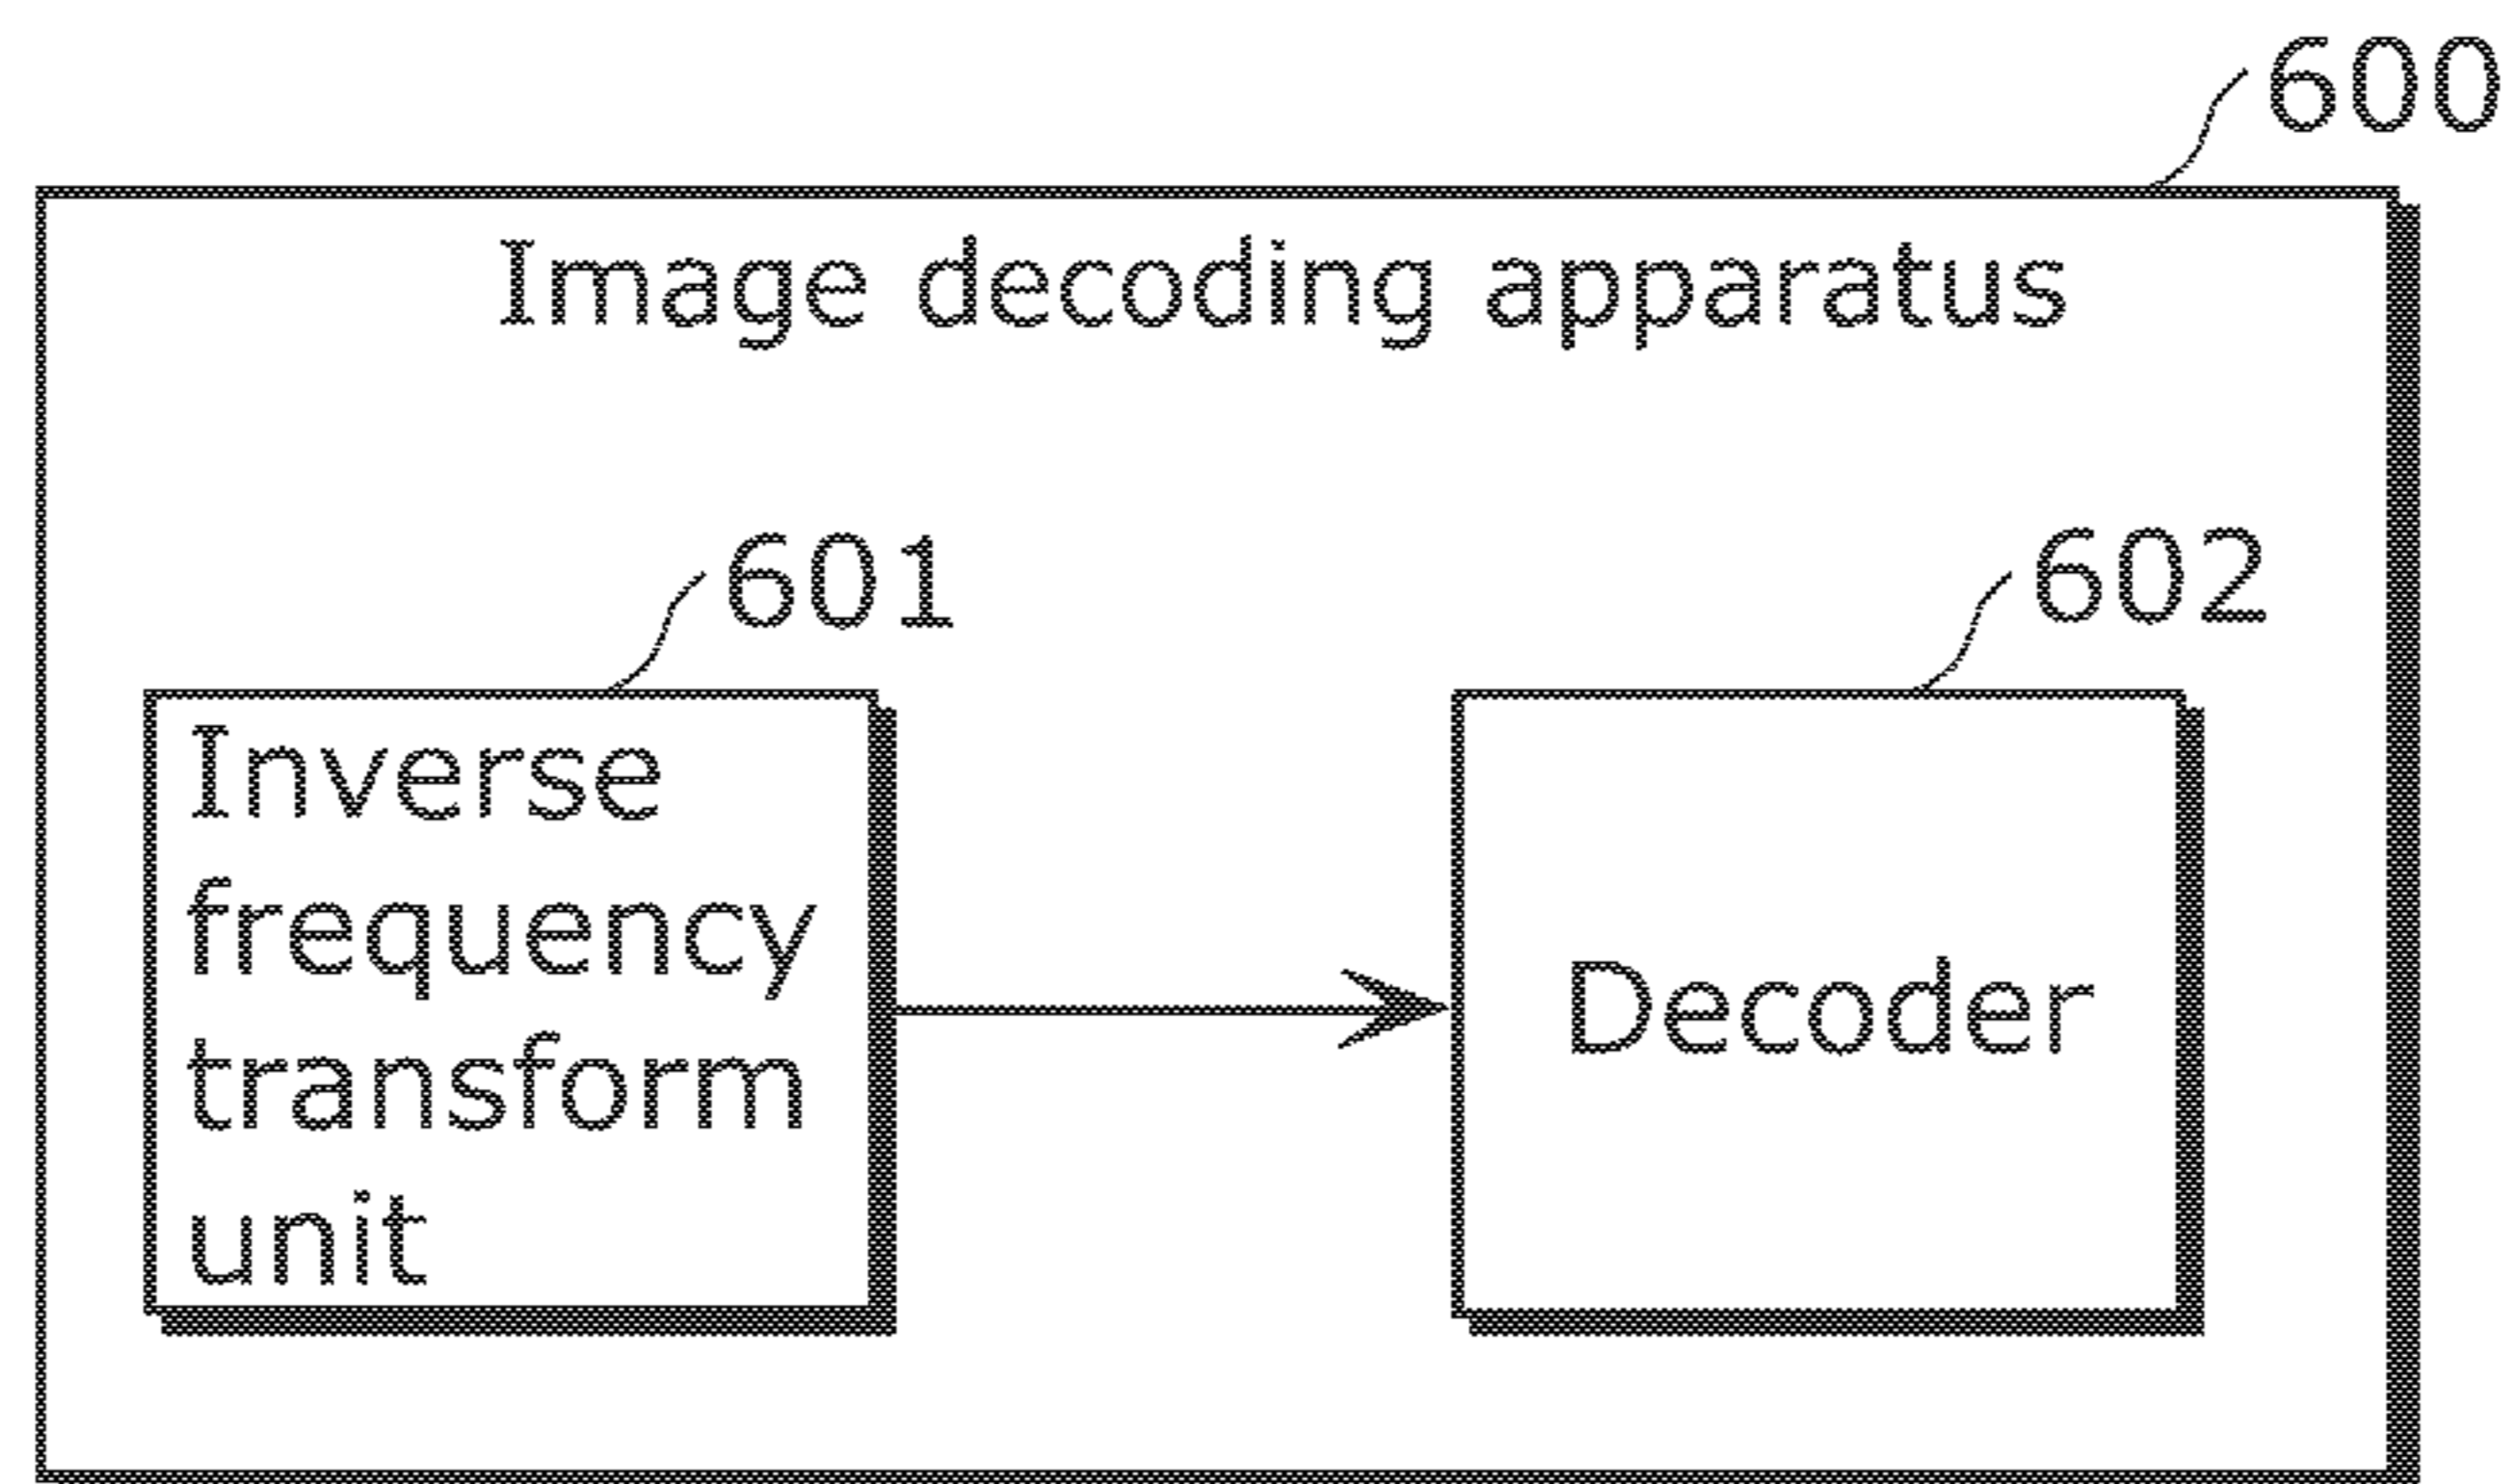 600
Image decoding apparatus
601
602
Inverse
frequency
transform
unit
Decoder